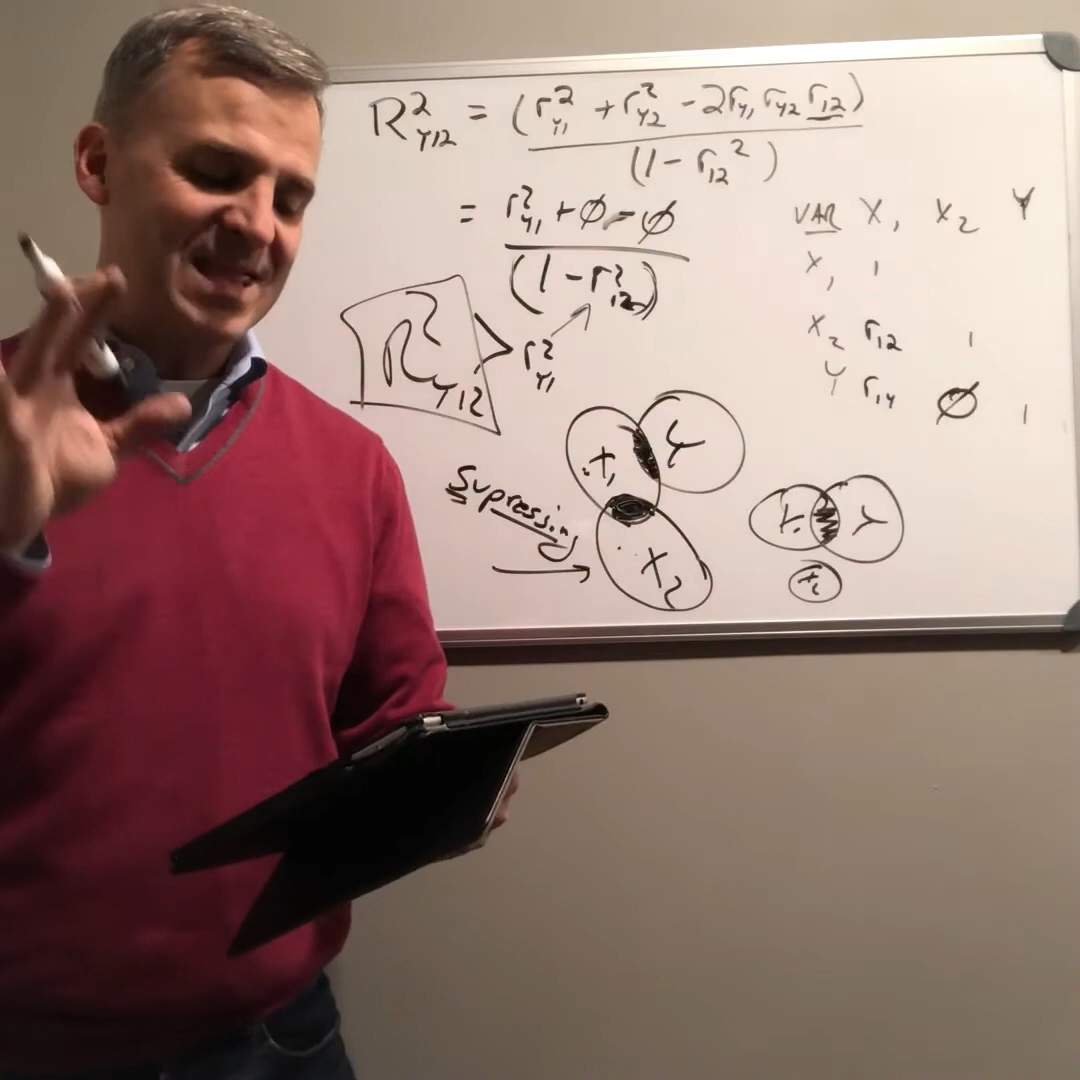 R²Y12 = (r²Y1 + r²Y2 - 2rY1 rY2 r12)
(1 - r12²)
= r²Y1 + ∅ - ∅
(1 - r²12)
R²Y12 > r²Y1
VAR X1 X2 Y
X1 1
X2 r12 1
Y r1Y ∅ 1
X1 Y
Supressing
X2
X1 Y
X2